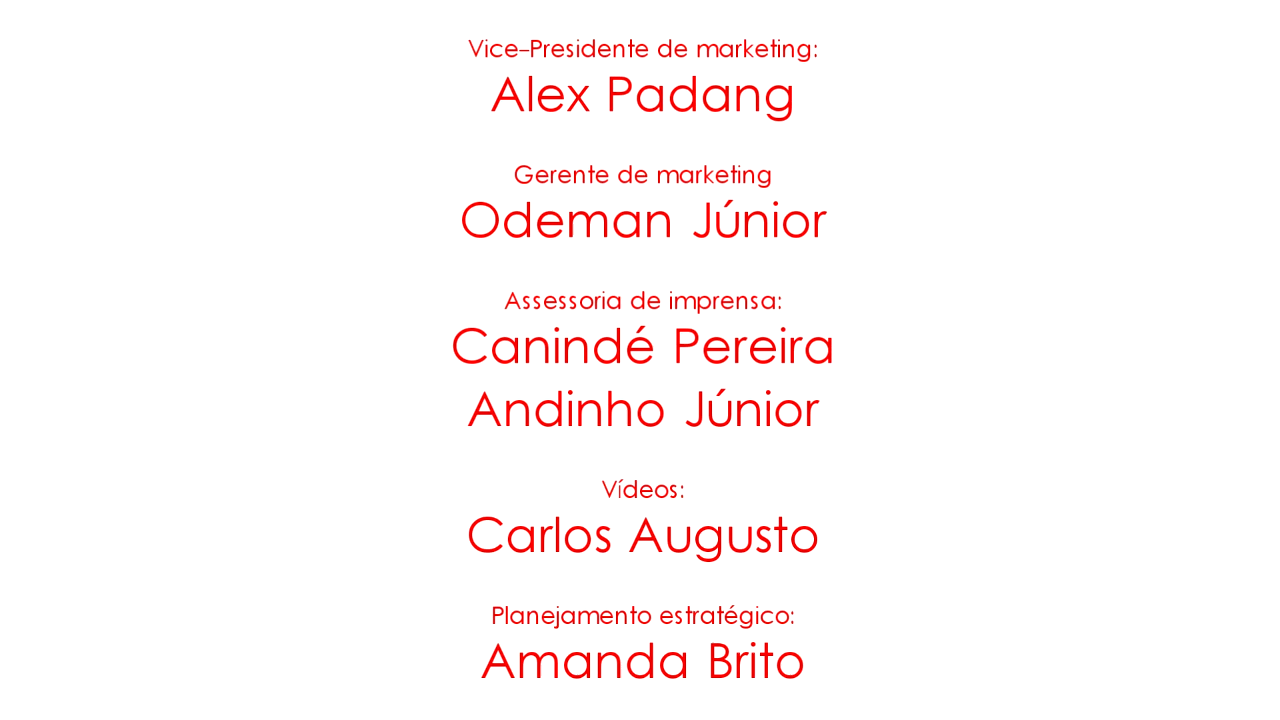 Vice-Presidente de marketing:
Alex Padang
Gerente de marketing
Odeman Júnior
Assessoria de imprensa:
Canindé Pereira
Andinho Júnior
Vídeos:
Carlos Augusto
Planejamento estratégico:
Amanda Brito